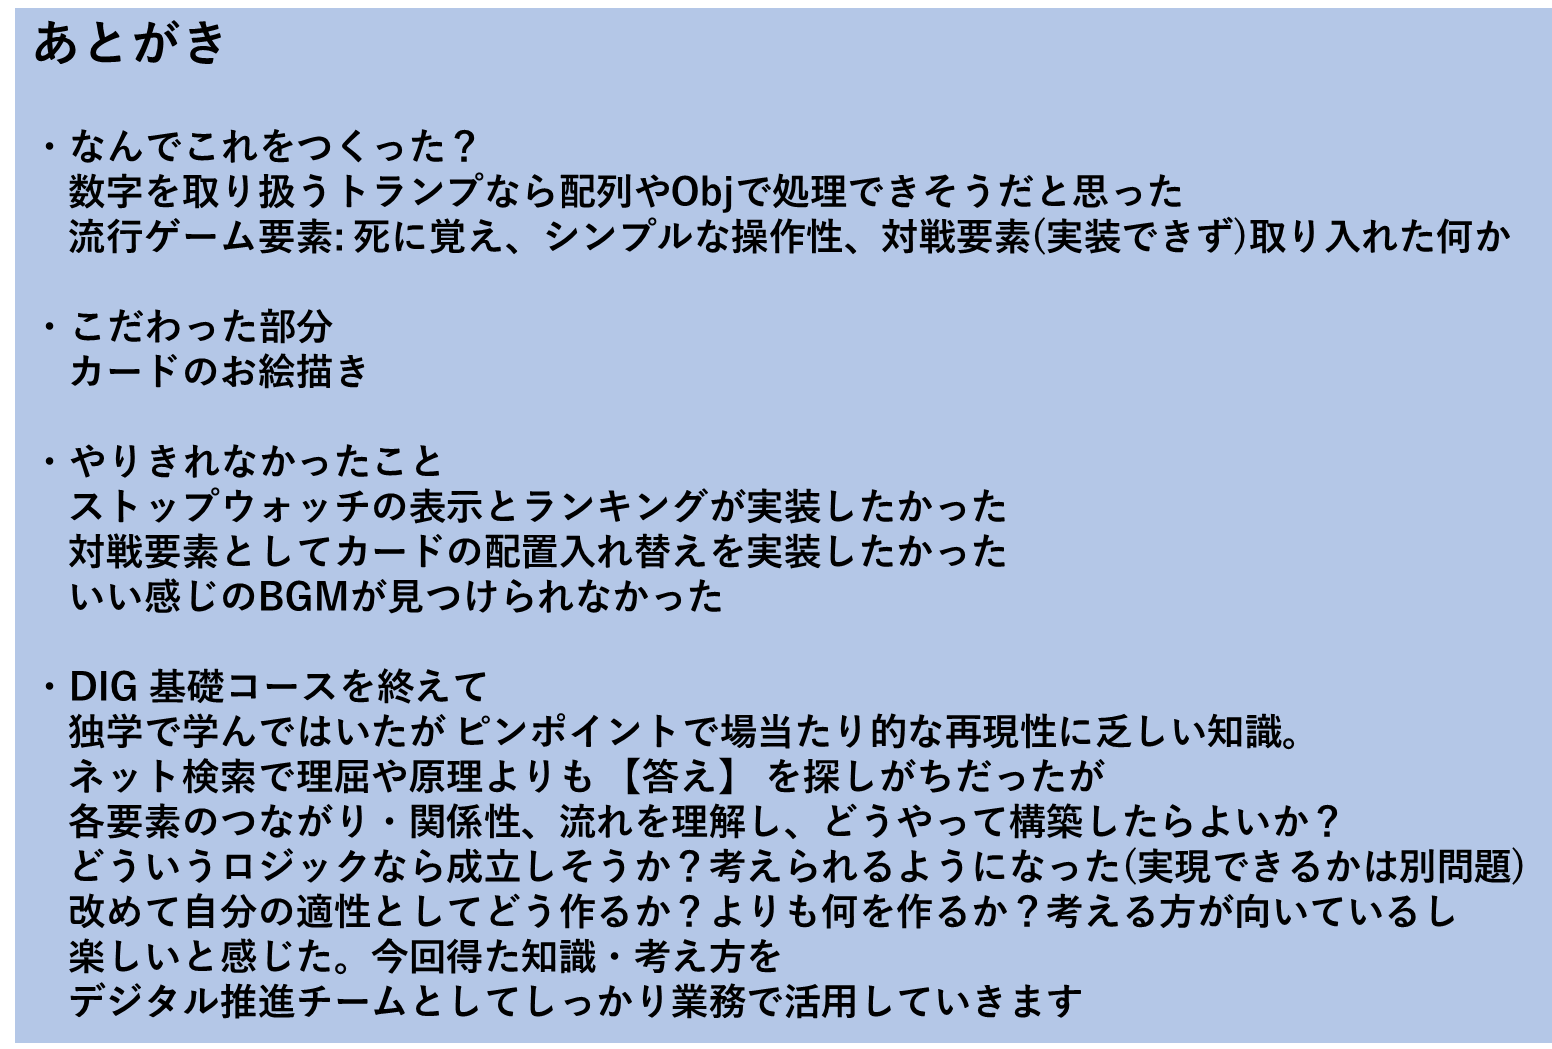 あとがき
・なんでこれをつくった？
数字を取り扱うトランプなら配列やObjで処理できそうだと思った
流行ゲーム要素: 死に覚え、シンプルな操作性、対戦要素(実装できず)取り入れた何か
・こだわった部分
カードのお絵描き
・やりきれなかったこと
ストップウォッチの表示とランキングが実装したかった
対戦要素としてカードの配置入れ替えを実装したかった
いい感じのBGMが見つけられなかった
・DIG 基礎コースを終えて
独学で学んではいたが ピンポイントで場当たり的な再現性に乏しい知識。
ネット検索で理屈や原理よりも 【答え】 を探しがちだったが
各要素のつながり・関係性、流れを理解し、どうやって構築したらよいか？
どういうロジックなら成立しそうか？考えられるようになった(実現できるかは別問題)
改めて自分の適性としてどう作るか？よりも何を作るか？考える方が向いているし
楽しいと感じた。今回得た知識・考え方を
デジタル推進チームとしてしっかり業務で活用していきます